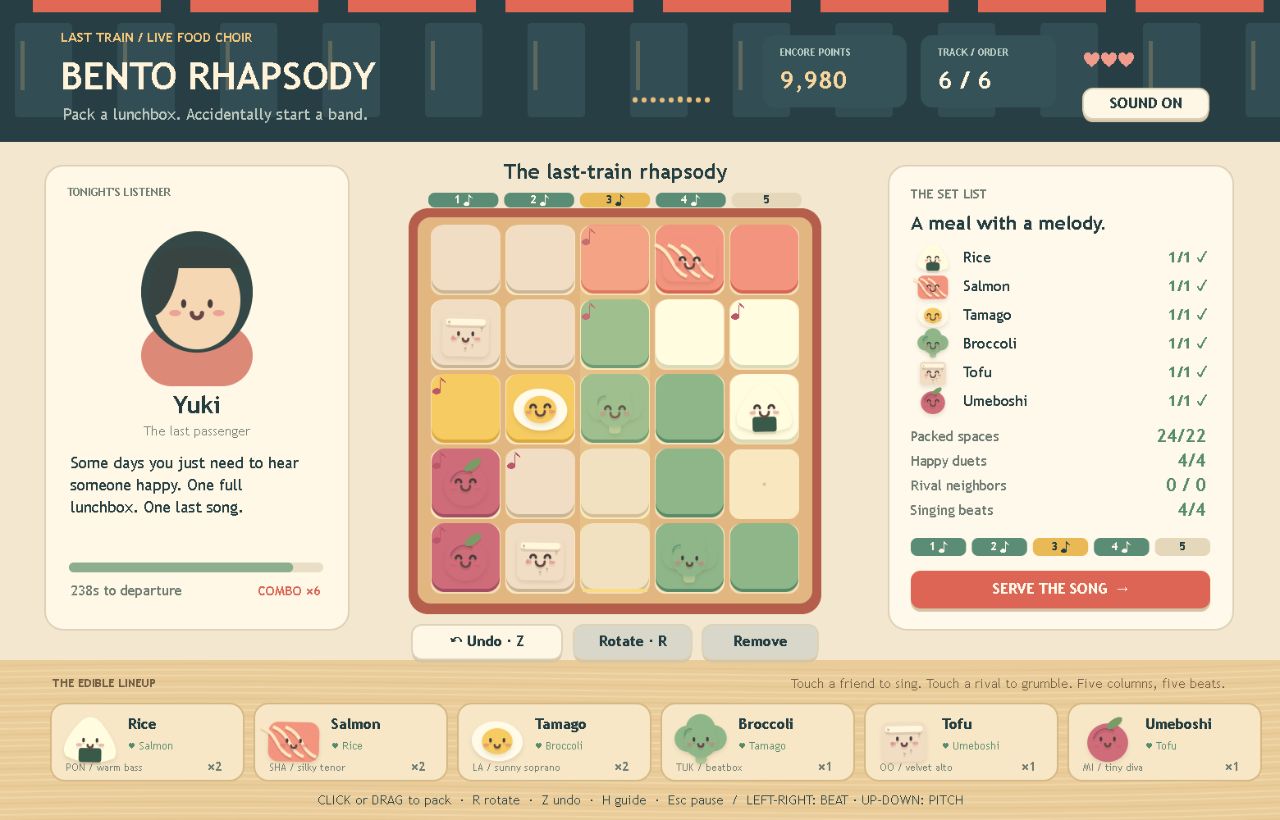 LAST TRAIN / LIVE FOOD CHOIR
BENTO RHAPSODY
Pack a lunchbox. Accidentally start a band.
ENCORE POINTS
9,980
TRACK / ORDER
6 / 6
SOUND ON
TONIGHT'S LISTENER
Yuki
The last passenger
Some days you just need to hear
someone happy. One full
lunchbox. One last song.
238s to departure
COMBO ×6
The last-train rhapsody
1 ♪ 2 ♪ 3 ♪ 4 ♪ 5
↶ Undo · Z
Rotate · R
Remove
THE SET LIST
A meal with a melody.
Rice 1/1 ✓
Salmon 1/1 ✓
Tamago 1/1 ✓
Broccoli 1/1 ✓
Tofu 1/1 ✓
Umeboshi 1/1 ✓
Packed spaces 24/22
Happy duets 4/4
Rival neighbors 0 / 0
Singing beats 4/4
1 ♪ 2 ♪ 3 ♪ 4 ♪ 5
SERVE THE SONG →
THE EDIBLE LINEUP
Touch a friend to sing. Touch a rival to grumble. Five columns, five beats.
Rice
♥ Salmon
PON / warm bass ×2
Salmon
♥ Rice
SHA / silky tenor ×2
Tamago
♥ Broccoli
LA / sunny soprano ×2
Broccoli
♥ Tamago
TUK / beatbox ×1
Tofu
♥ Umeboshi
OO / velvet alto ×1
Umeboshi
♥ Tofu
MI / tiny diva ×1
CLICK or DRAG to pack · R rotate · Z undo · H guide · Esc pause / LEFT-RIGHT: BEAT · UP-DOWN: PITCH